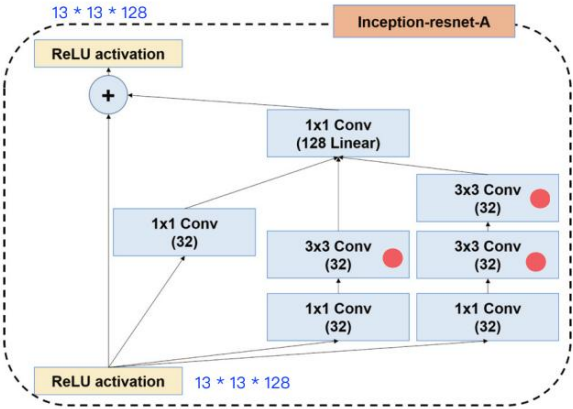 13 * 13 * 128
Inception-resnet-A
ReLU activation
+
1x1 Conv
(128 Linear)
3x3 Conv
(32)
1x1 Conv
(32)
3x3 Conv
(32)
3x3 Conv
(32)
1x1 Conv
(32)
1x1 Conv
(32)
ReLU activation
13 * 13 * 128